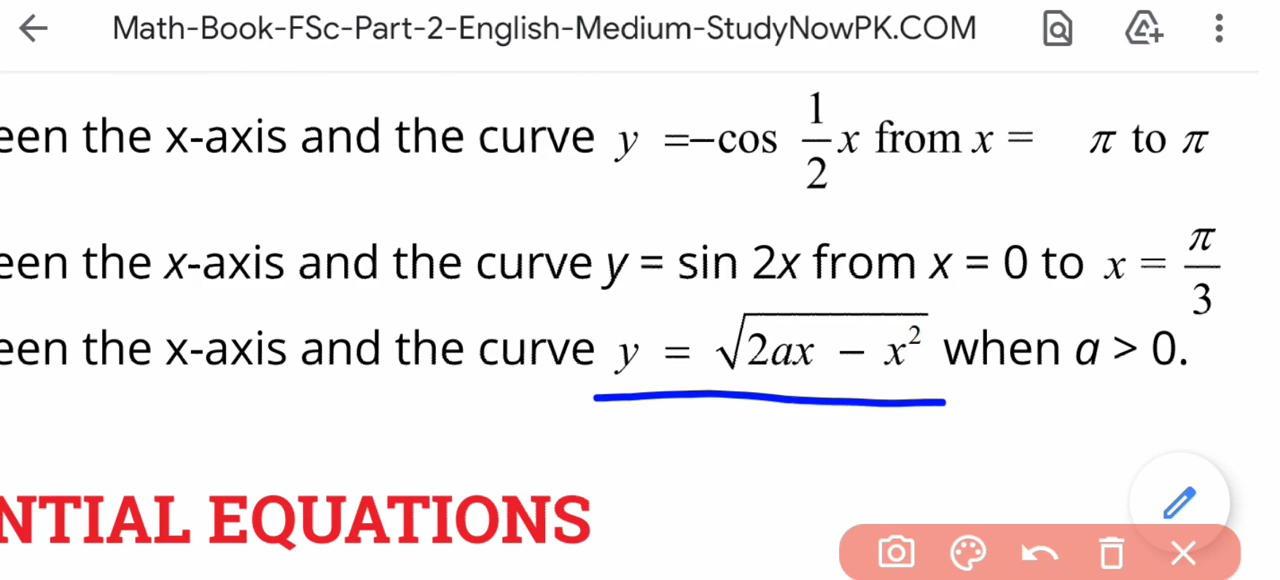 Math-Book-FSc-Part-2-English-Medium-StudyNowPK.COM
een the x-axis and the curve y =−cos 1/2 x from x = π to π
een the x-axis and the curve y = sin 2x from x = 0 to x = π/3
een the x-axis and the curve y = √(2ax − x²) when a > 0.
NTIAL EQUATIONS